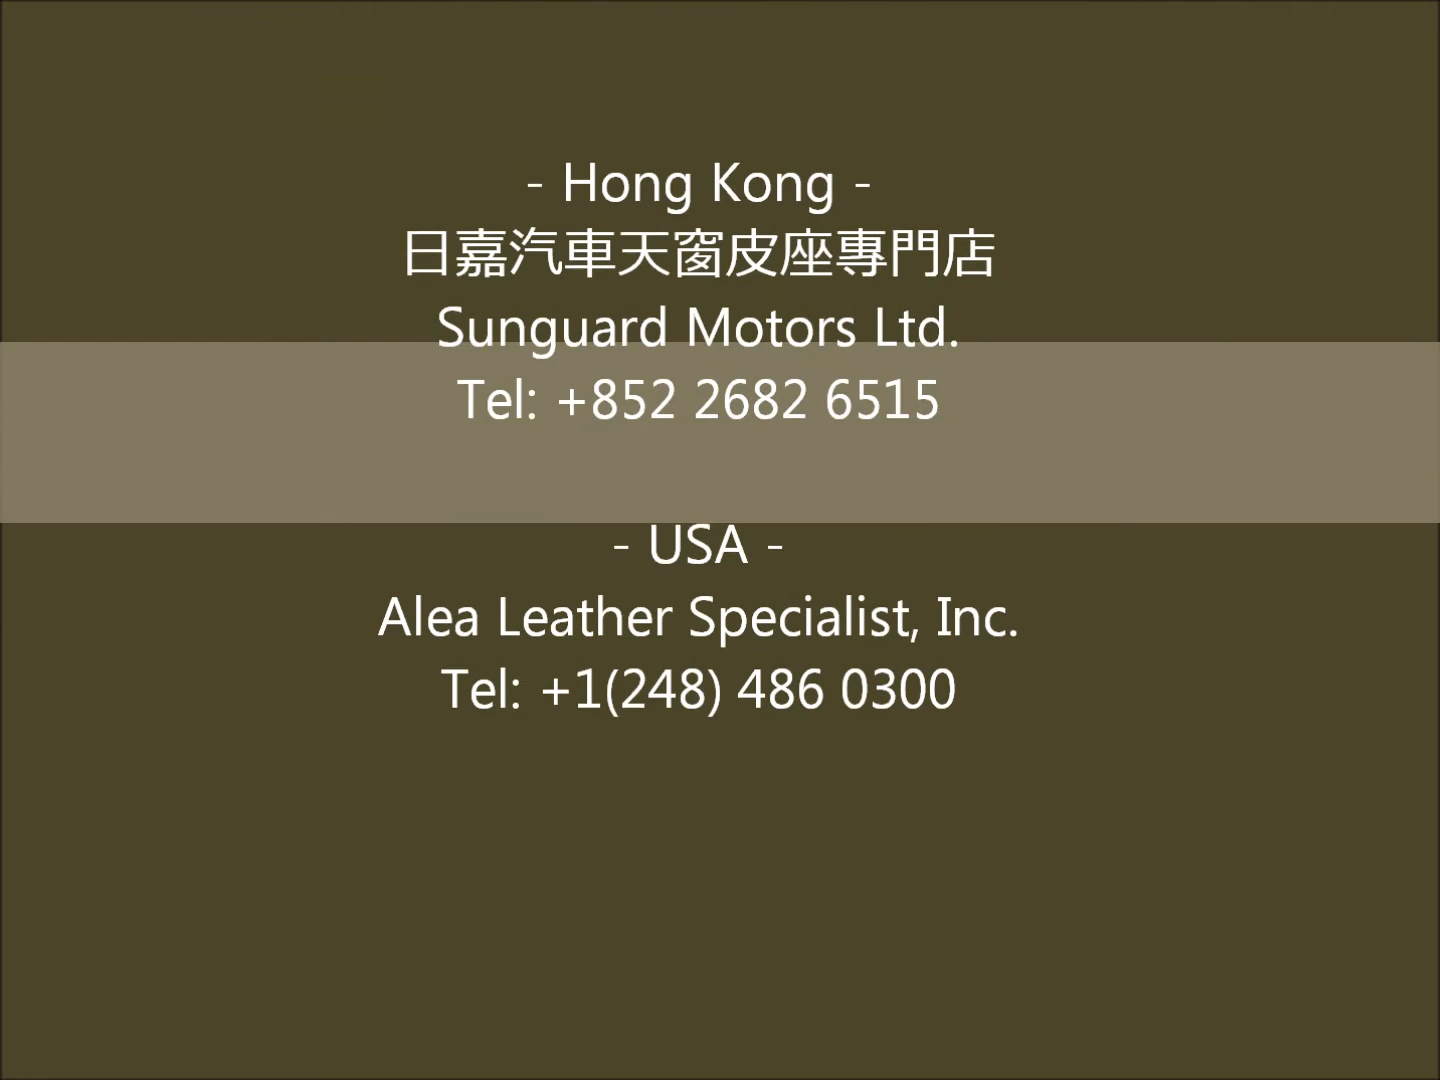 - Hong Kong -
日嘉汽車天窗皮座專門店
Sunguard Motors Ltd.
Tel: +852 2682 6515
- USA -
Alea Leather Specialist, Inc.
Tel: +1(248) 486 0300